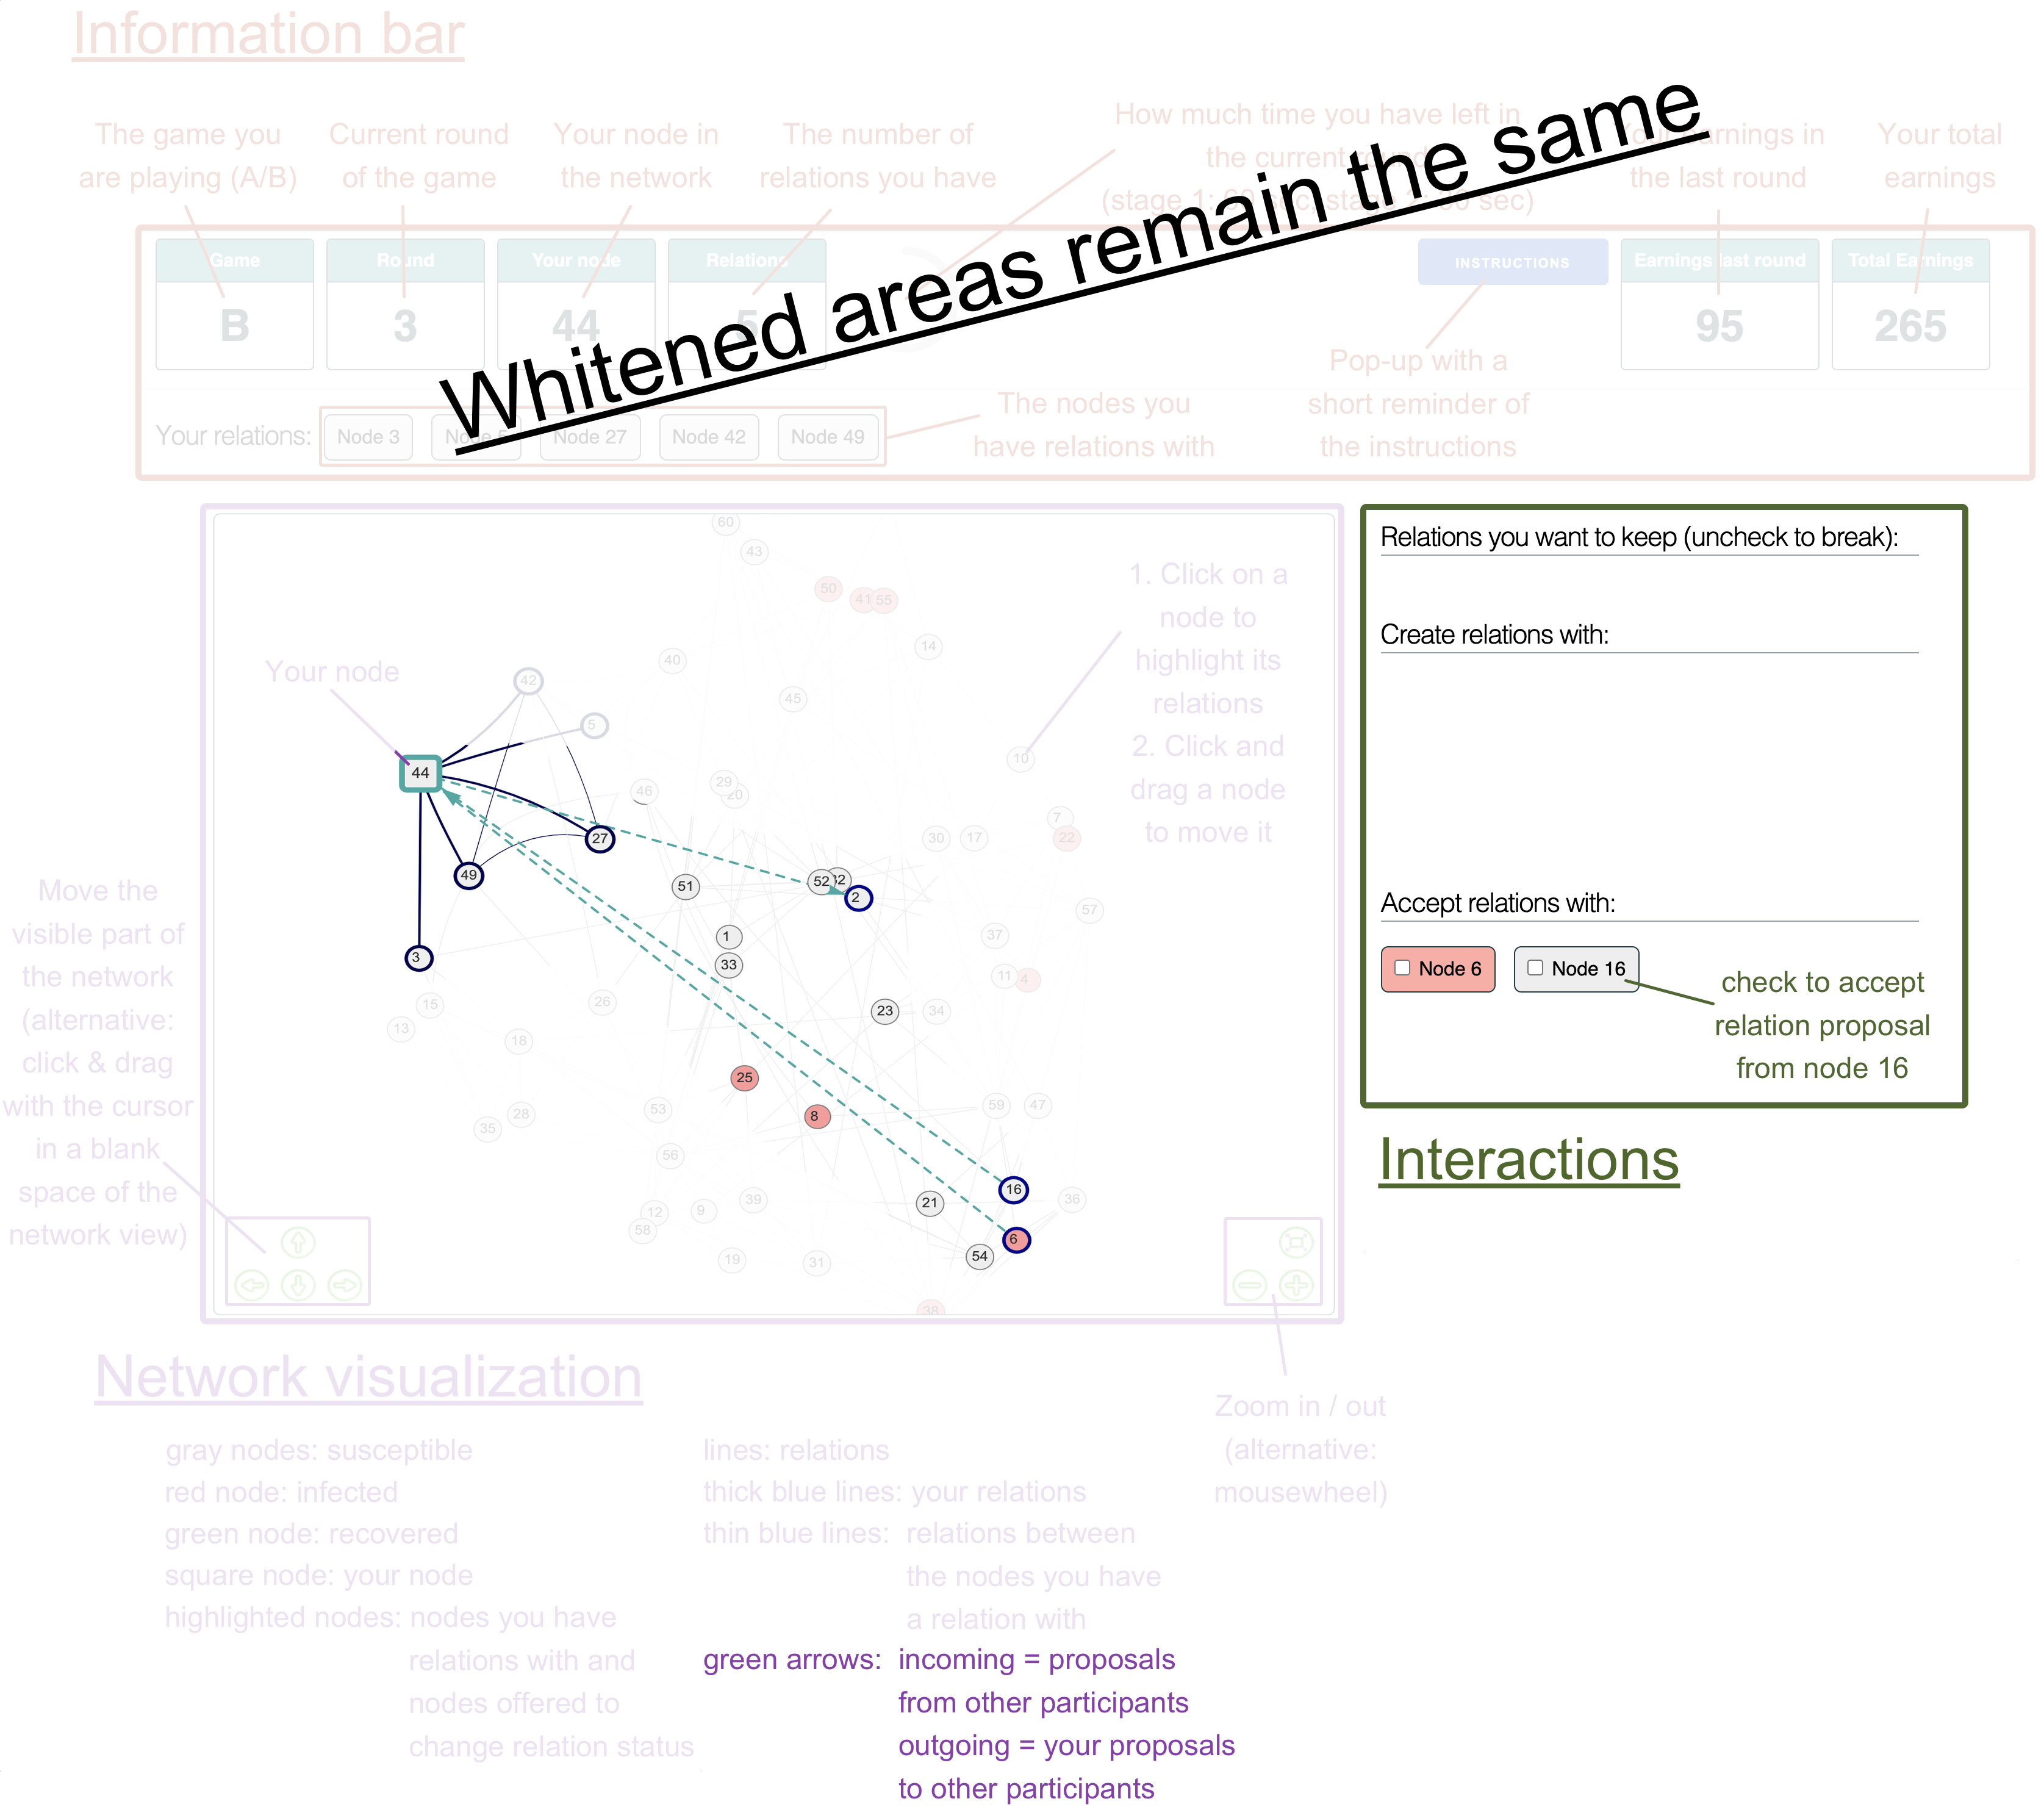 Information bar
The game you
are playing (A/B)
Current round
of the game
Your node in
the network
The number of
relations you have
How much time you have left in
the current round
(stage 1: sec, stage sec)
Your earnings in
the last round
Your total
earnings
Whitened areas remain the same
Game
B
Round
3
Your node
44
Relations
5
INSTRUCTIONS
Earnings last round
95
Total Earnings
265
Your relations:
Node 3
Node 5
Node 27
Node 42
Node 49
The nodes you
have relations with
Pop-up with a
short reminder of
the instructions
60
43
50
41
55
14
40
45
42
5
Your node
44
10
1. Click on a
node to
highlight its
relations
2. Click and
drag a node
to move it
29
20
46
7
22
30
17
27
49
51
52
32
2
57
1
37
33
3
11
4
15
26
23
34
13
18
25
8
53
59
47
28
35
56
16
39
21
36
12
9
58
6
54
19
31
38
Move the
visible part of
the network
(alternative:
click & drag
with the cursor
in a blank
space of the
network view)
Relations you want to keep (uncheck to break):
Create relations with:
Accept relations with:
Node 6
Node 16
check to accept
relation proposal
from node 16
Interactions
Network visualization
Zoom in / out
(alternative:
mousewheel)
gray nodes: susceptible
red node: infected
green node: recovered
square node: your node
highlighted nodes: nodes you have
relations with and
nodes offered to
change relation status
lines: relations
thick blue lines: your relations
thin blue lines: relations between
the nodes you have
a relation with
green arrows: incoming = proposals
from other participants
outgoing = your proposals
to other participants